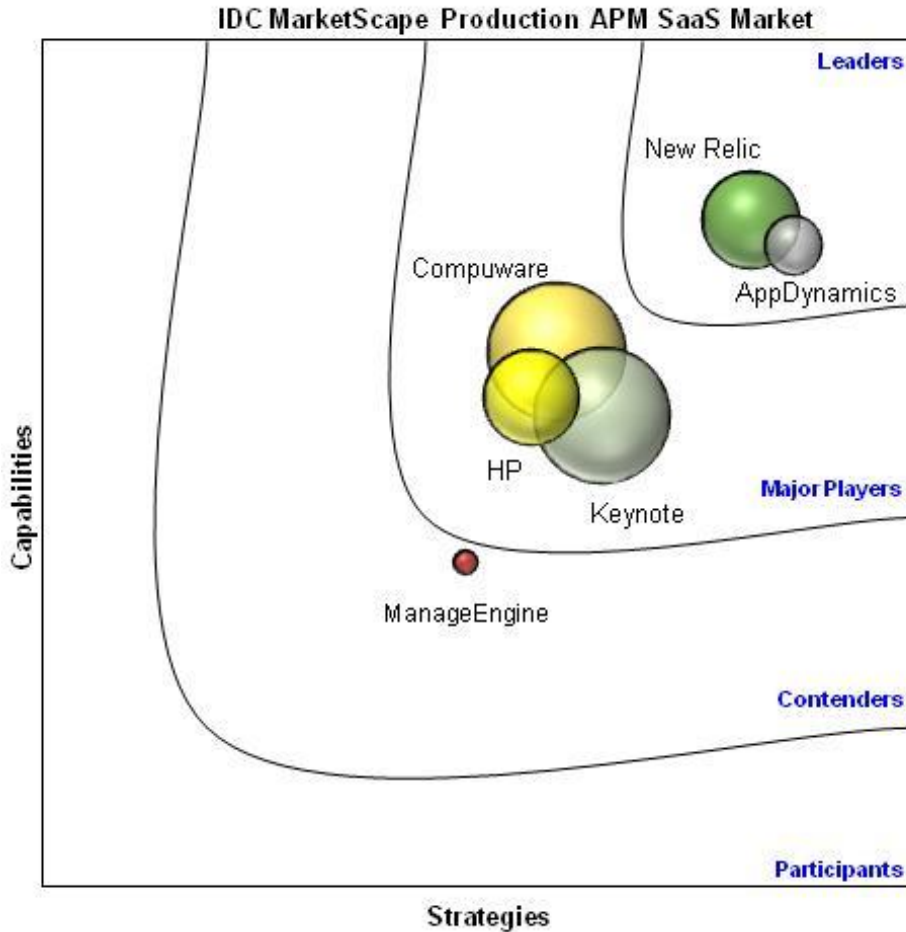 IDC MarketScape Production APM SaaS Market
Leaders
New Relic
Compuware
AppDynamics
HP
Major Players
Keynote
Capabilities
ManageEngine
Contenders
Participants
Strategies